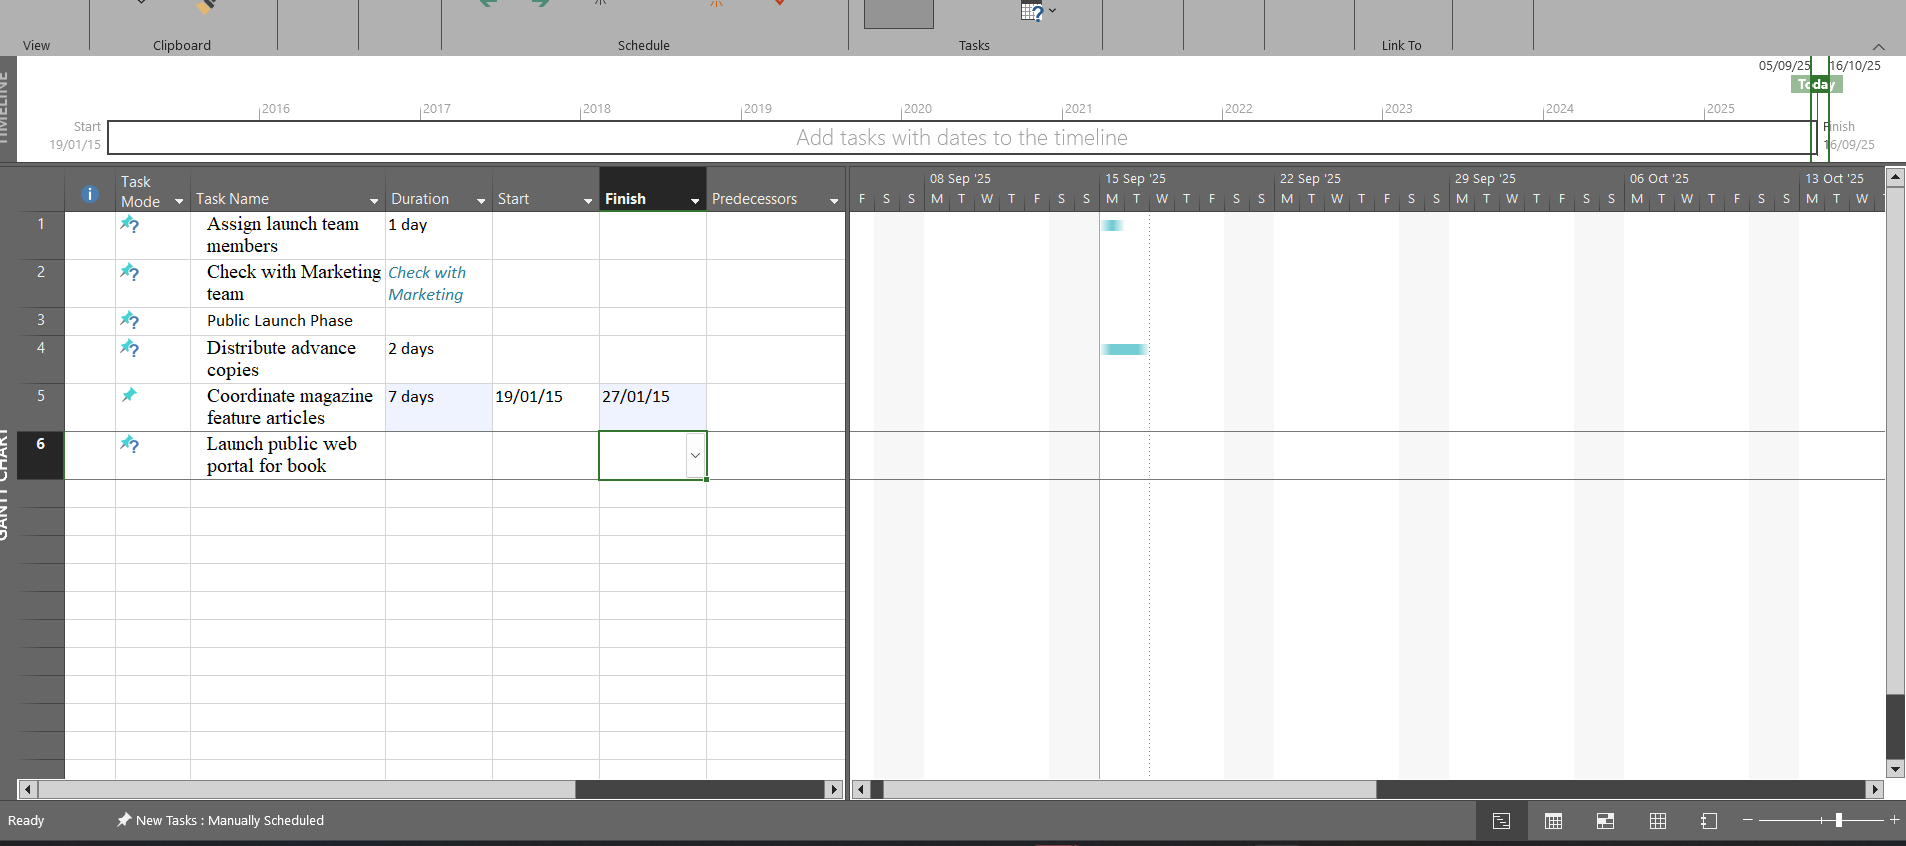 View Clipboard Schedule Tasks Link To
TIMELINE
05/09/25 16/10/25
Today
2016 2017 2018 2019 2020 2021 2022 2023 2024 2025
Start
19/01/15
Add tasks with dates to the timeline
Finish
16/09/25
GANTT CHART
Task
Mode Task Name Duration Start Finish Predecessors
08 Sep '25 15 Sep '25 22 Sep '25 29 Sep '25 06 Oct '25 13 Oct '25
F S S M T W T F S S M T W T F S S M T W T F S S M T W T F S S M T W T F S S M T W
1 Assign launch team 1 day
members
2 Check with Marketing Check with
team Marketing
3 Public Launch Phase
4 Distribute advance 2 days
copies
5 Coordinate magazine 7 days 19/01/15 27/01/15
feature articles
6 Launch public web
portal for book
Ready New Tasks : Manually Scheduled